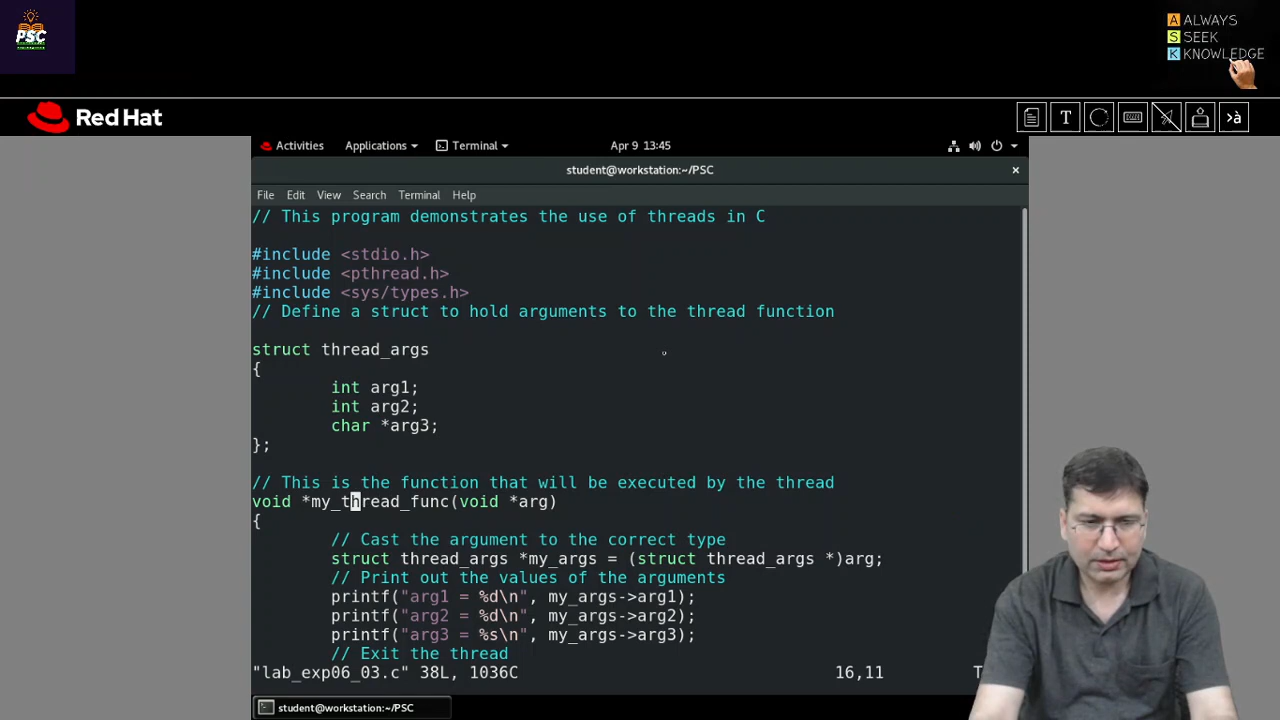 PSC
A ALWAYS
S SEEK
K KNOWLEDGE
Red Hat
T
>à
Activities Applications Terminal Apr 9 13:45
student@workstation:~/PSC ×
File Edit View Search Terminal Help
// This program demonstrates the use of threads in C
#include <stdio.h>
#include <pthread.h>
#include <sys/types.h>
// Define a struct to hold arguments to the thread function
struct thread_args
{
int arg1;
int arg2;
char *arg3;
};
// This is the function that will be executed by the thread
void *my_thread_func(void *arg)
{
// Cast the argument to the correct type
struct thread_args *my_args = (struct thread_args *)arg;
// Print out the values of the arguments
printf("arg1 = %d\n", my_args->arg1);
printf("arg2 = %d\n", my_args->arg2);
printf("arg3 = %s\n", my_args->arg3);
// Exit the thread
"lab_exp06_03.c" 38L, 1036C 16,11 T
student@workstation:~/PSC